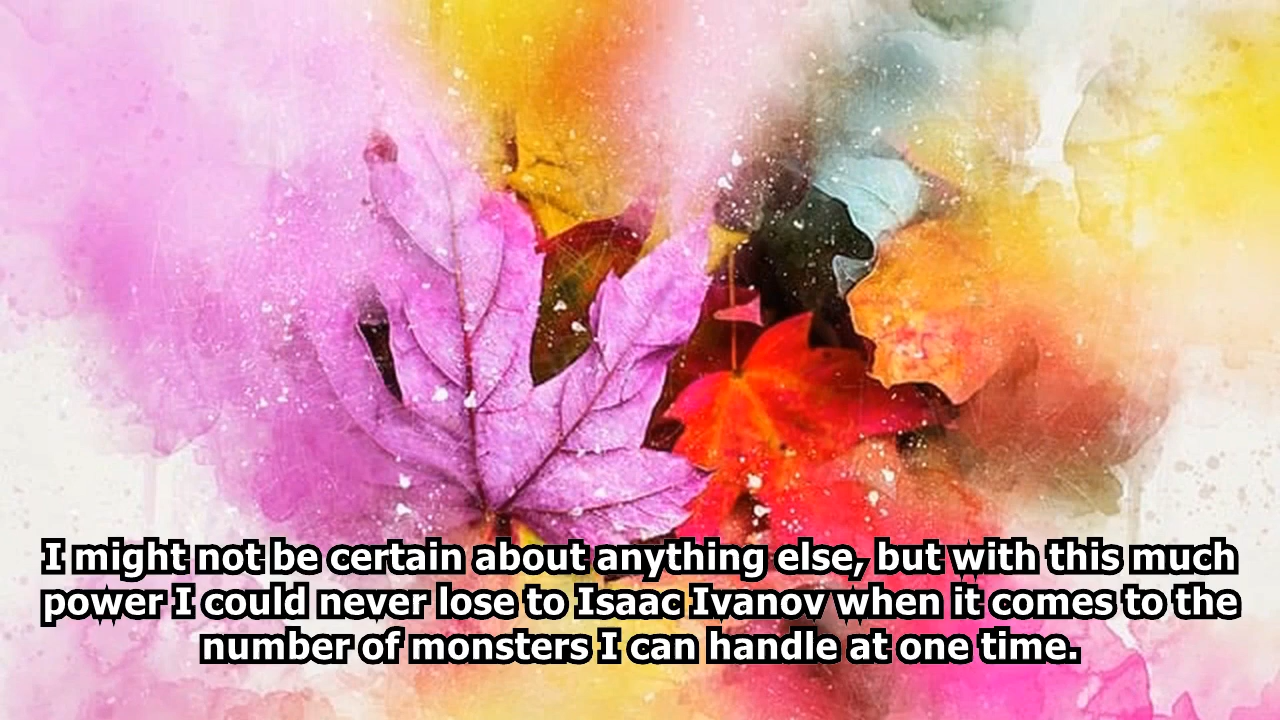 I might not be certain about anything else, but with this much
power I could never lose to Isaac Ivanov when it comes to the
number of monsters I can handle at one time.